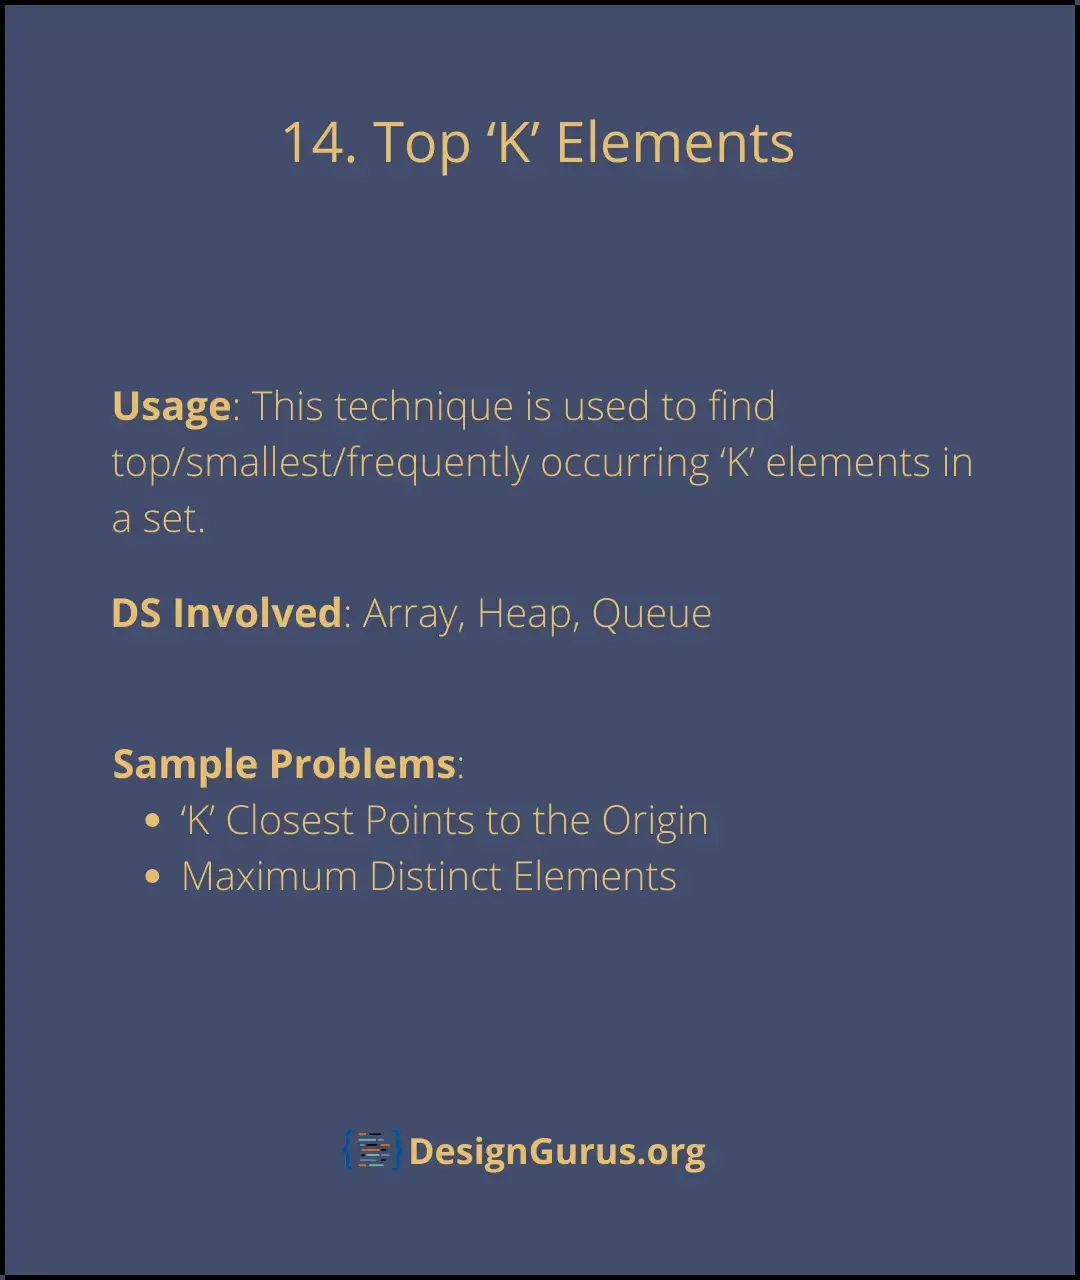 14. Top ‘K’ Elements
Usage: This technique is used to find
top/smallest/frequently occurring ‘K’ elements in
a set.
DS Involved: Array, Heap, Queue
Sample Problems:
• ‘K’ Closest Points to the Origin
• Maximum Distinct Elements
DesignGurus.org